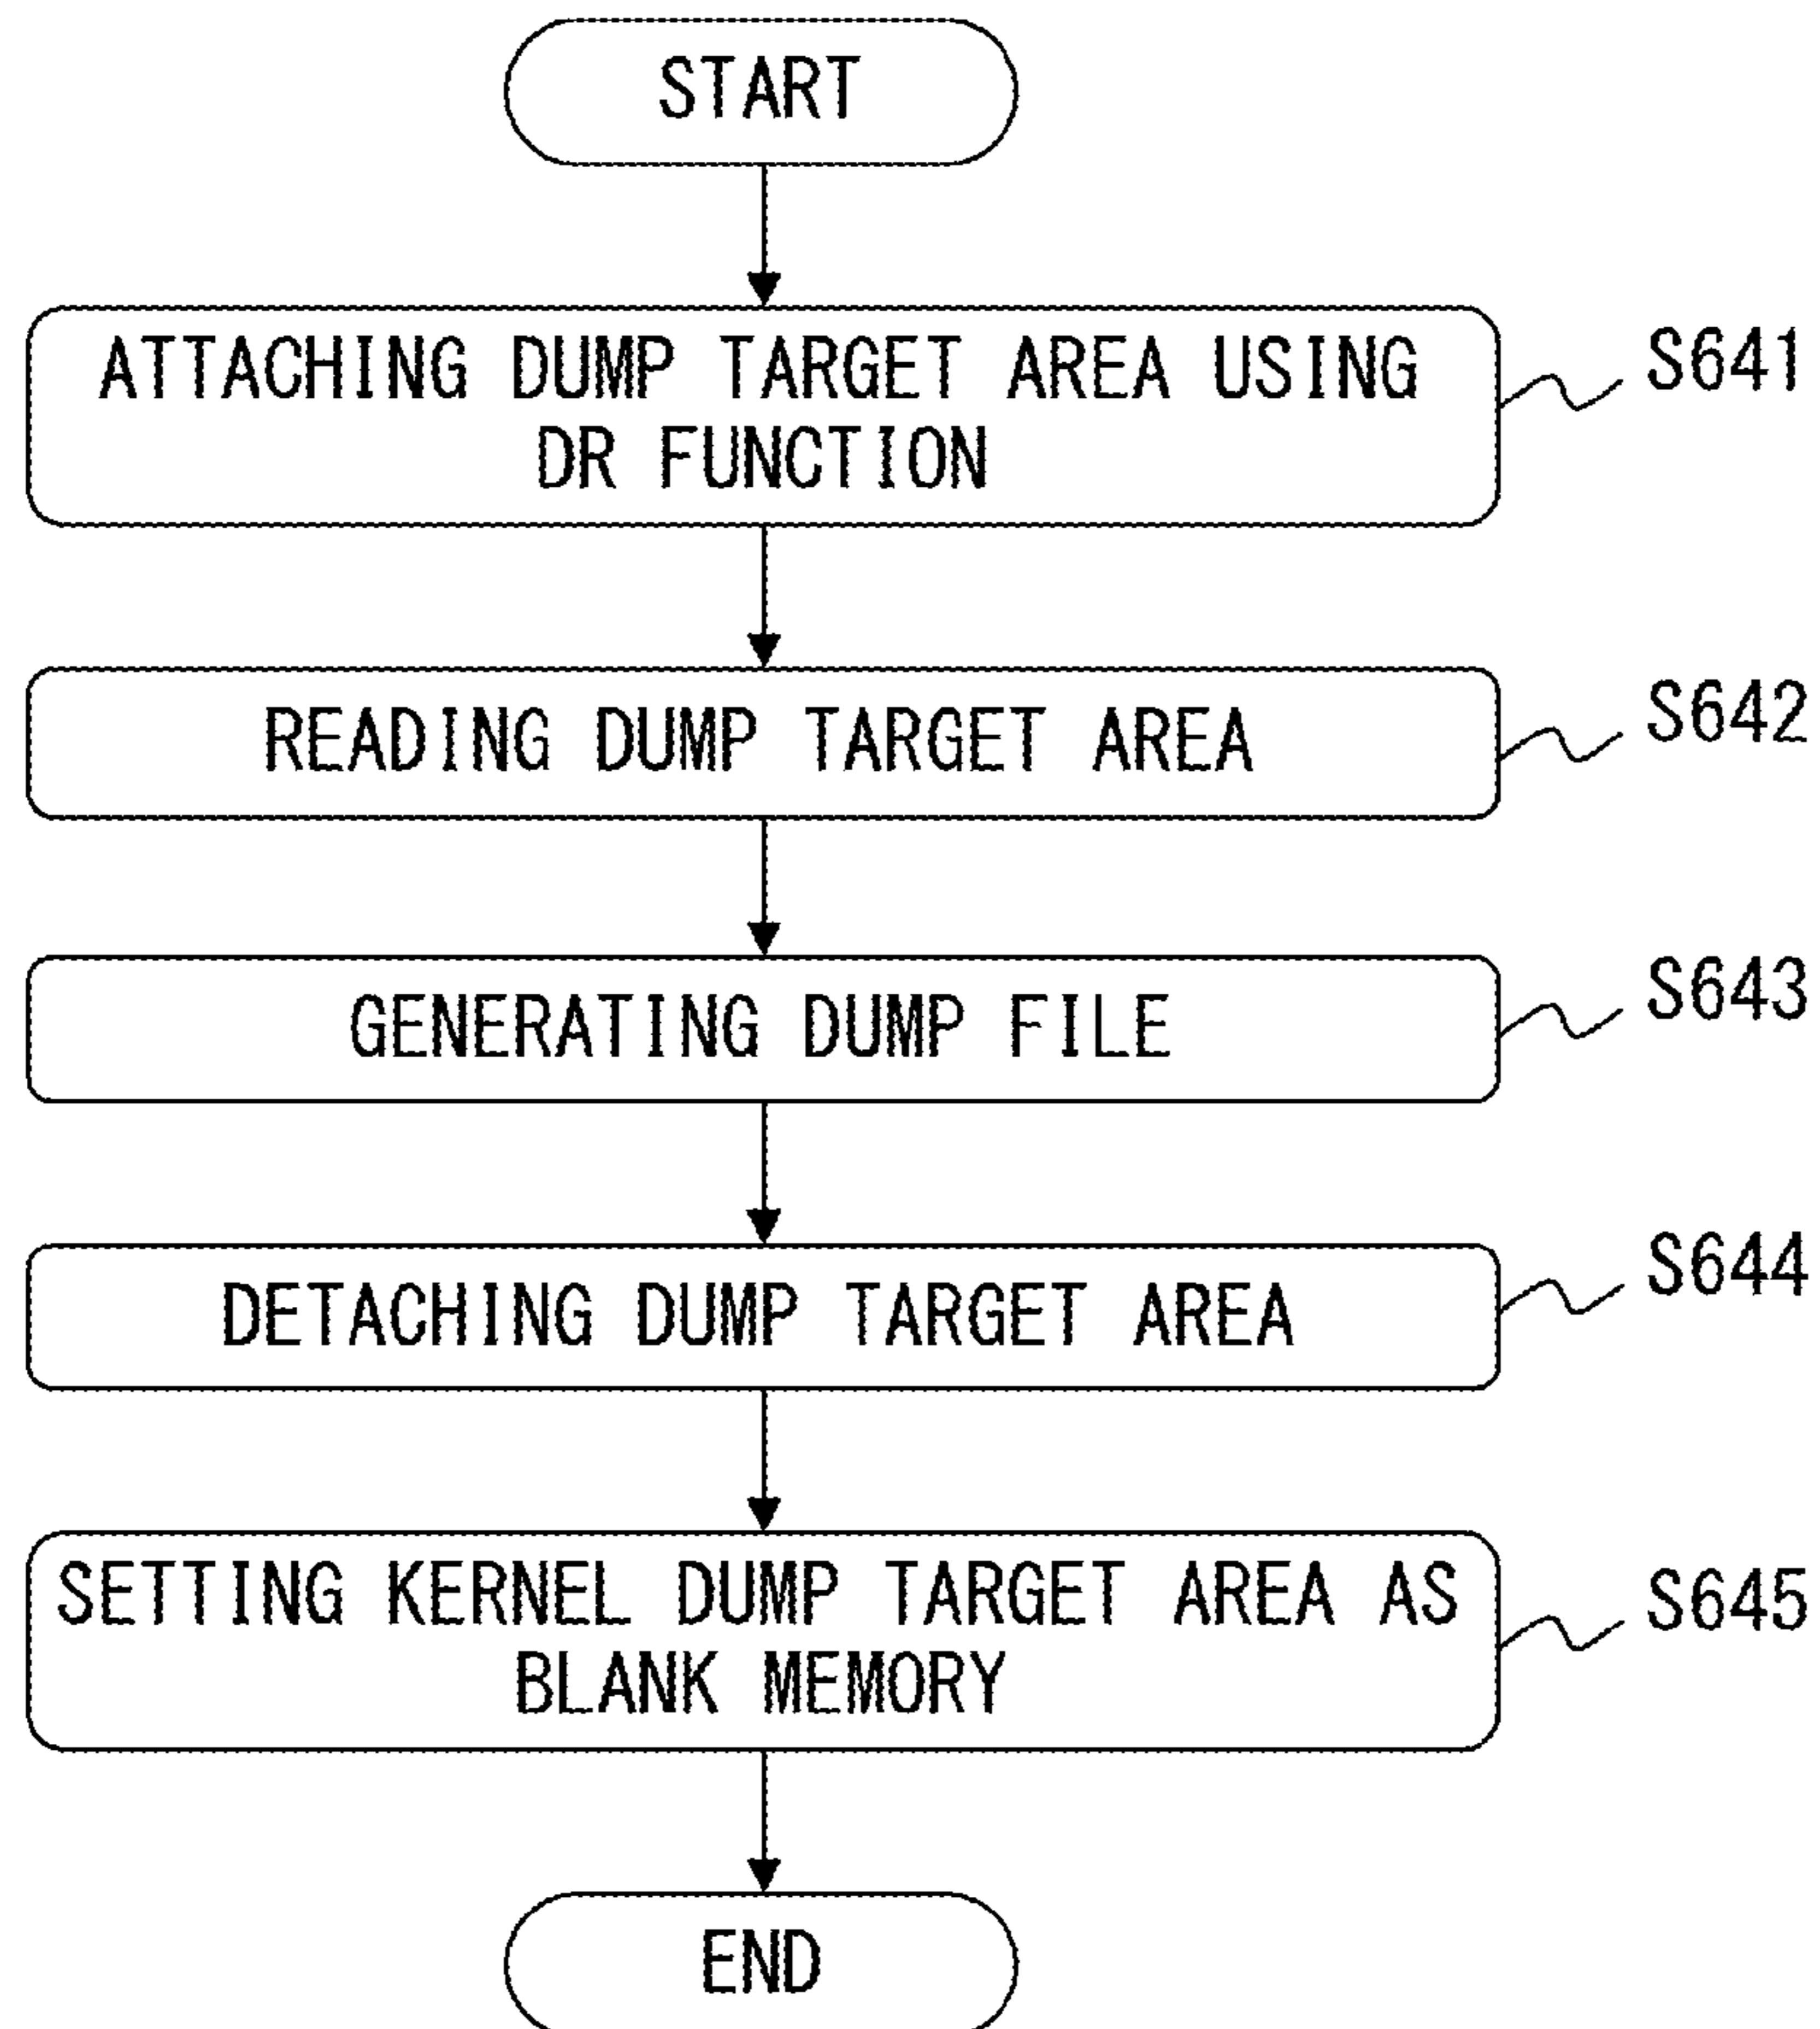 START
ATTACHING DUMP TARGET AREA USING
DR FUNCTION
S641
READING DUMP TARGET AREA
S642
GENERATING DUMP FILE
S643
DETACHING DUMP TARGET AREA
S644
SETTING KERNEL DUMP TARGET AREA AS
BLANK MEMORY
S645
END